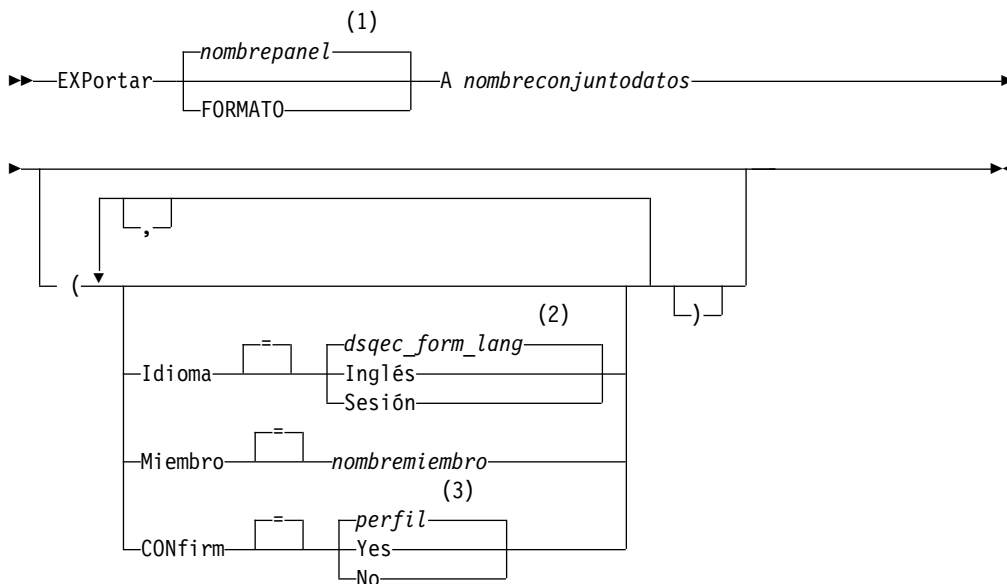 (1)
nombrepanel
EXPortar A nombreconjuntodatos
FORMATO
,
(
)
(2)
= dsqec_form_lang
Idioma Inglés
Sesión
=
Miembro nombremiembro
(3)
= perfil
CONfirm Yes
No